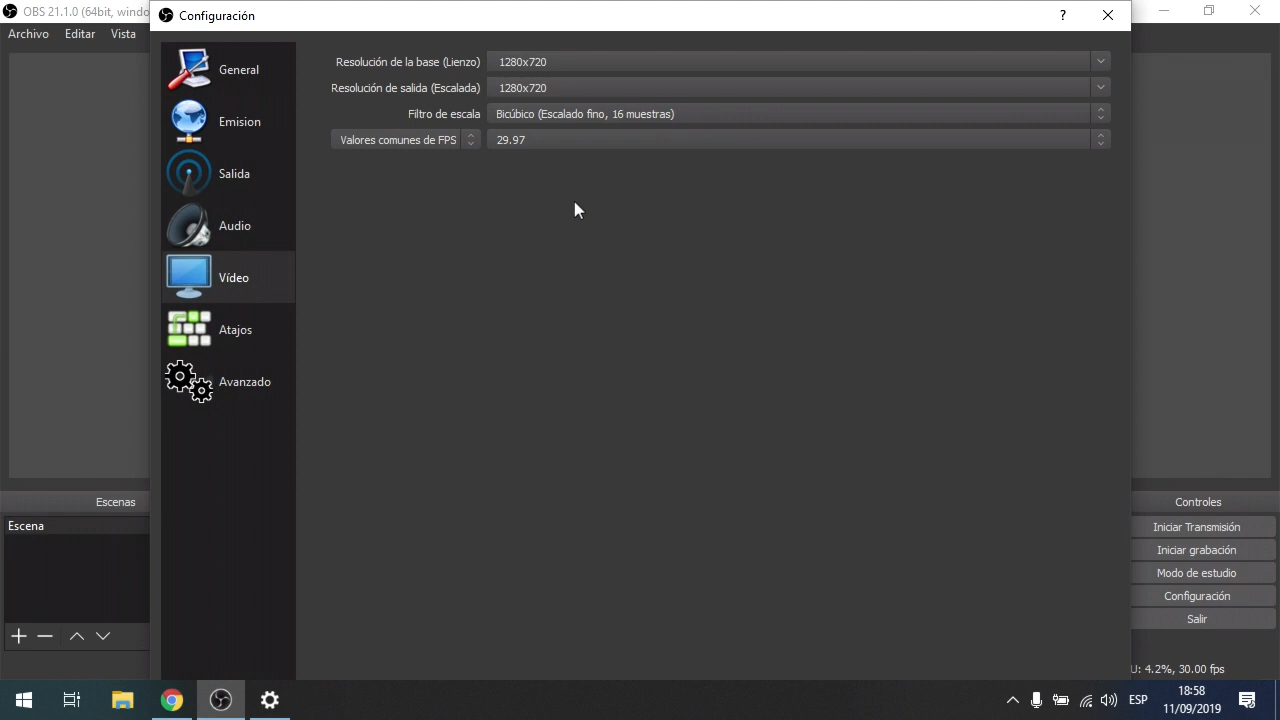 OBS 21.1.0 (64bit, windo
Configuración
?
Archivo
Editar
Vista
General
Emision
Salida
Audio
Vídeo
Atajos
Avanzado
Resolución de la base (Lienzo)
1280x720
Resolución de salida (Escalada)
1280x720
Filtro de escala
Bicúbico (Escalado fino, 16 muestras)
Valores comunes de FPS
29.97
Escenas
Escena
Controles
Iniciar Transmisión
Iniciar grabación
Modo de estudio
Configuración
Salir
U: 4.2%, 30.00 fps
ESP
18:58
11/09/2019